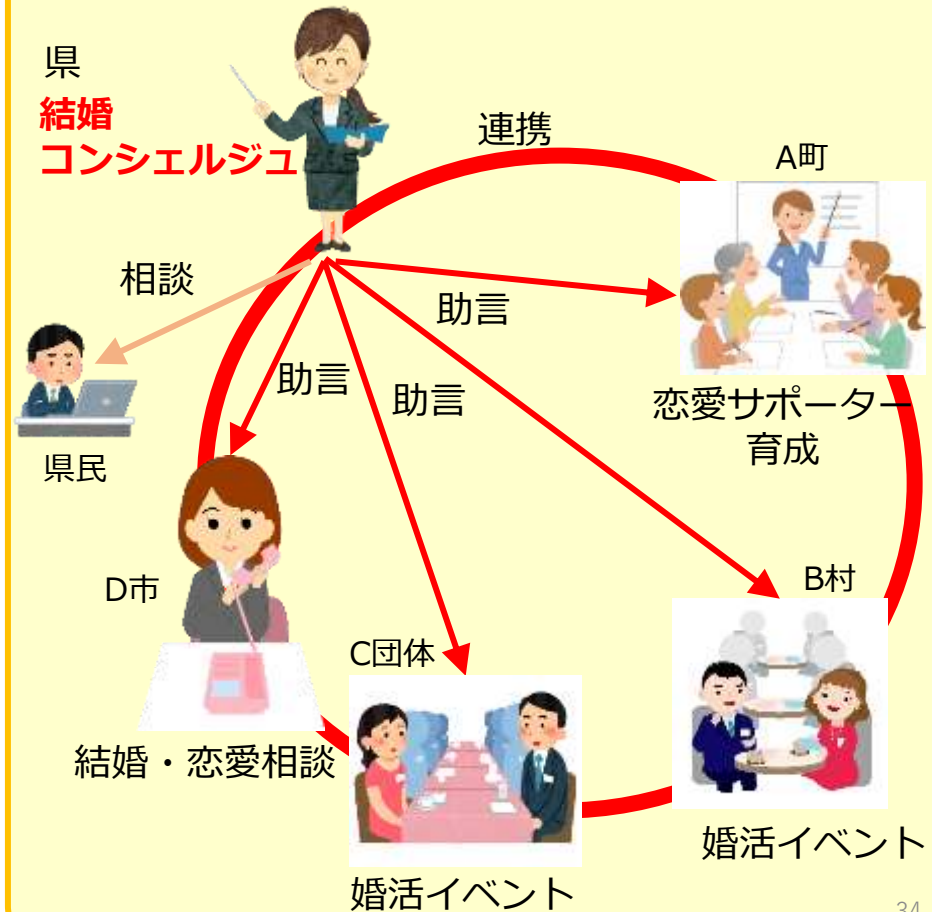 県
結婚
コンシェルジュ
連携
A町
相談
助言
助言
助言
恋愛サポーター
育成
県民
D市
B村
C団体
結婚・恋愛相談
婚活イベント
婚活イベント
34